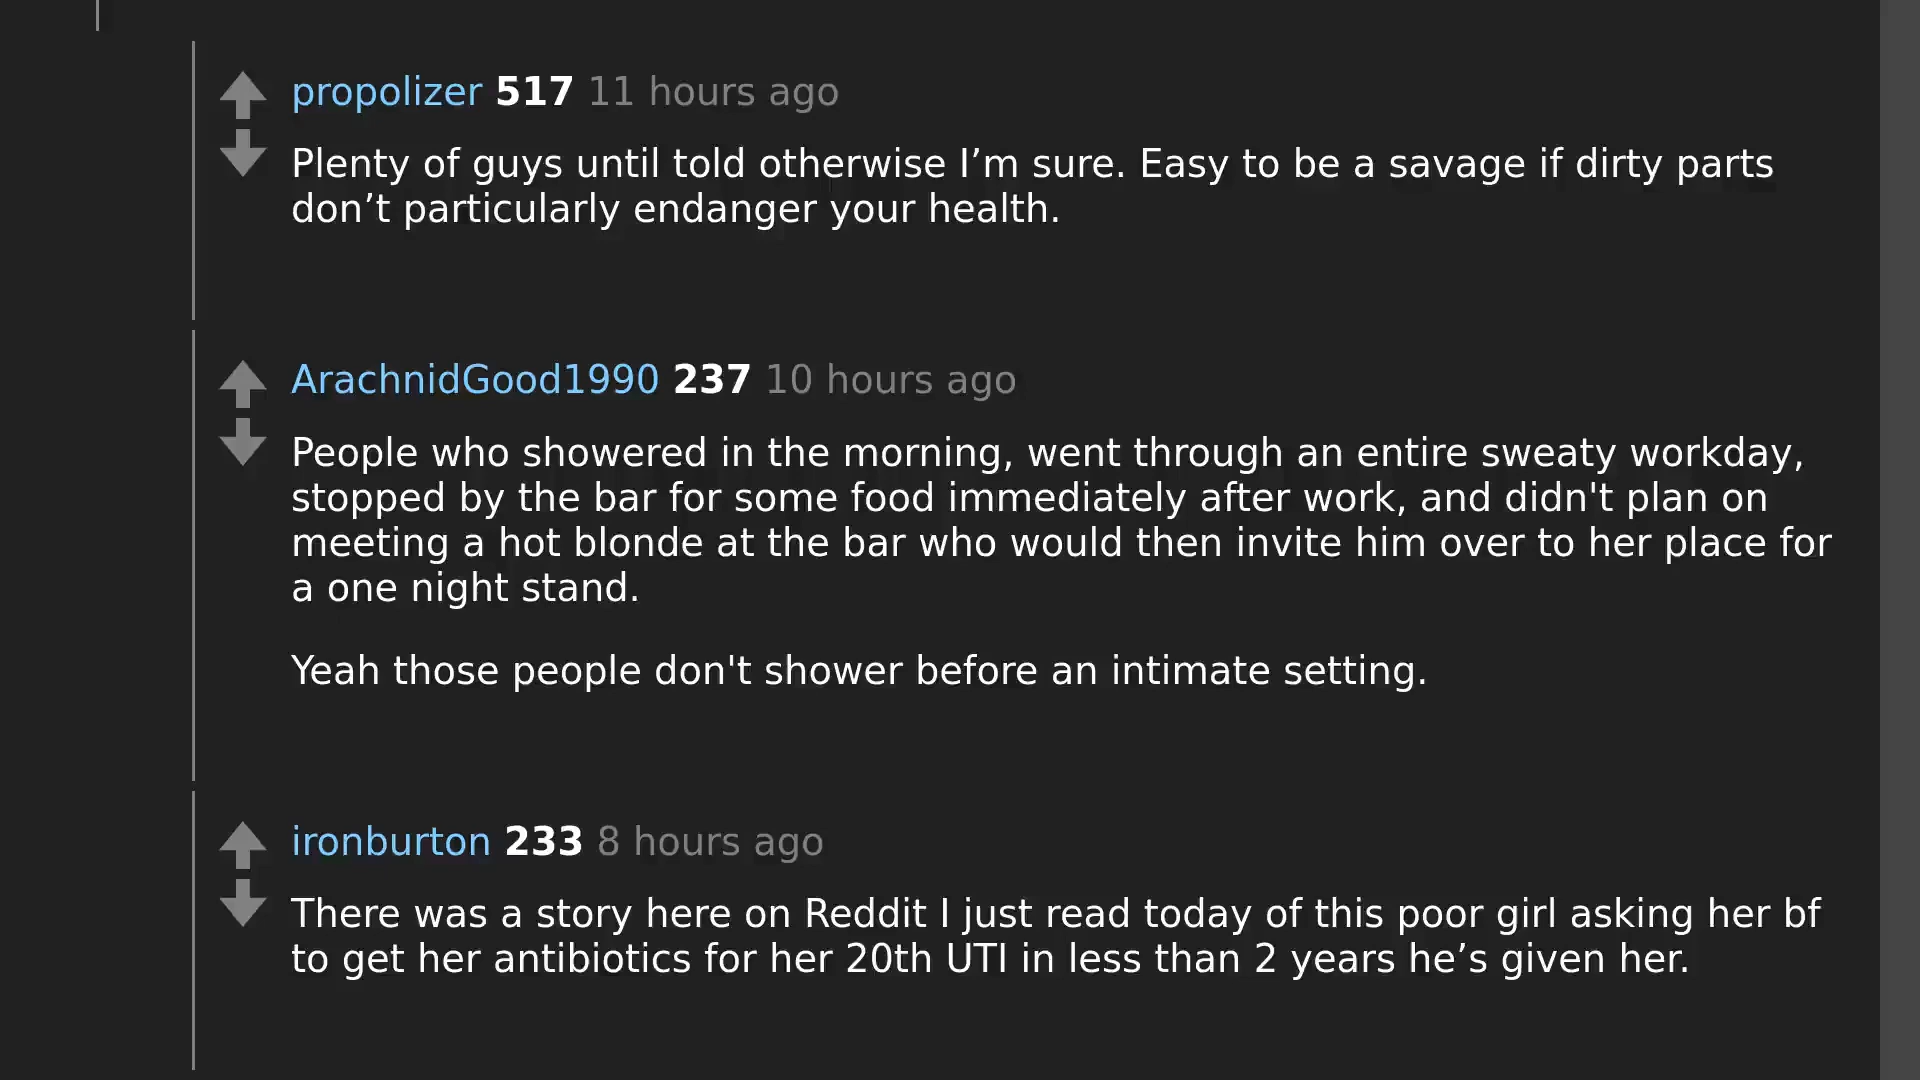 propolizer 517 11 hours ago
Plenty of guys until told otherwise I’m sure. Easy to be a savage if dirty parts
don’t particularly endanger your health.
ArachnidGood1990 237 10 hours ago
People who showered in the morning, went through an entire sweaty workday,
stopped by the bar for some food immediately after work, and didn't plan on
meeting a hot blonde at the bar who would then invite him over to her place for
a one night stand.
Yeah those people don't shower before an intimate setting.
ironburton 233 8 hours ago
There was a story here on Reddit I just read today of this poor girl asking her bf
to get her antibiotics for her 20th UTI in less than 2 years he’s given her.